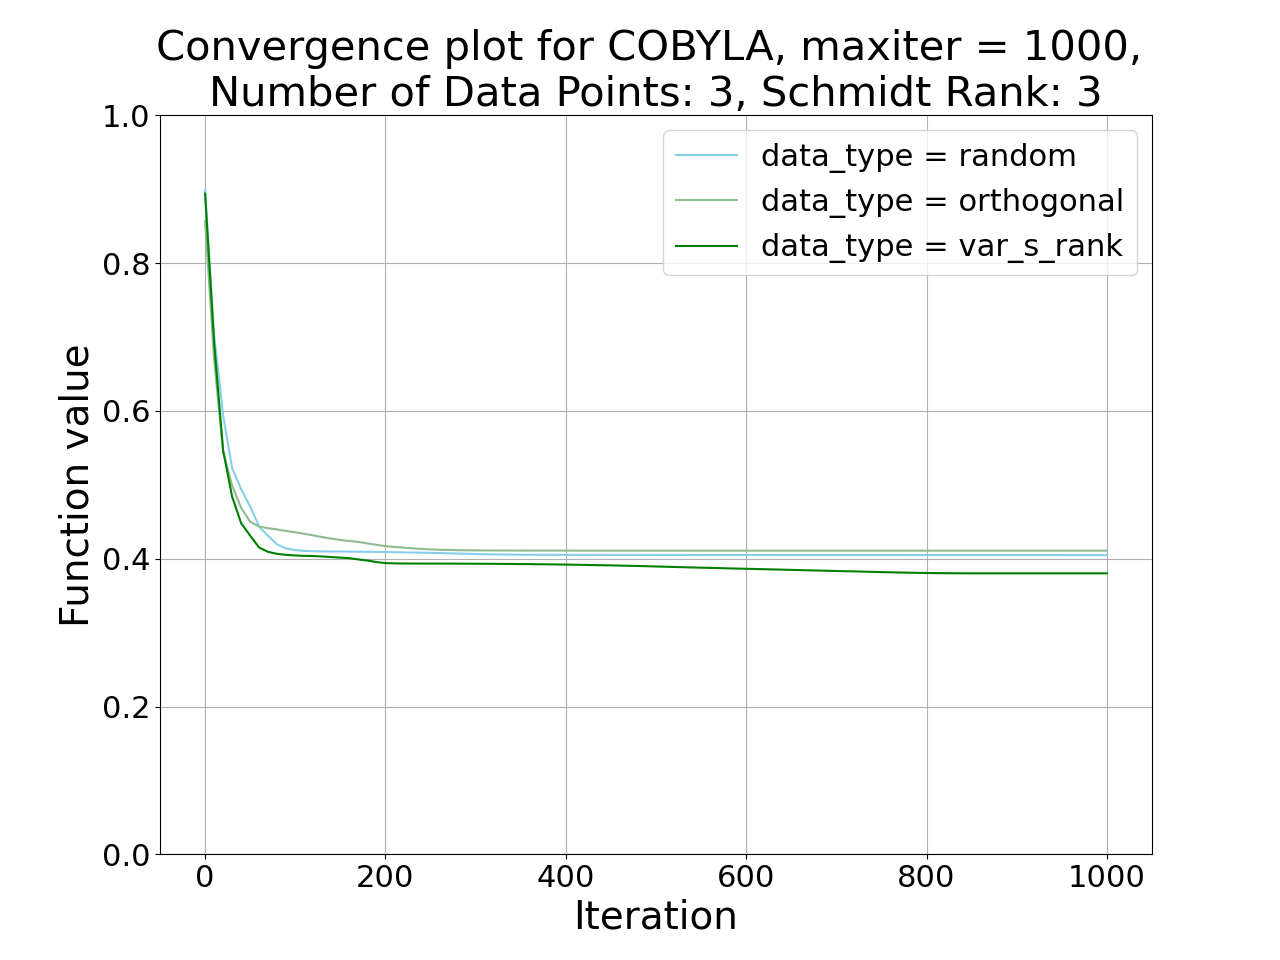 Convergence plot for COBYLA, maxiter = 1000,
Number of Data Points: 3, Schmidt Rank: 3
data_type = random
data_type = orthogonal
data_type = var_s_rank
Function value
1.0
0.8
0.6
0.4
0.2
0.0
0 200 400 600 800 1000
Iteration